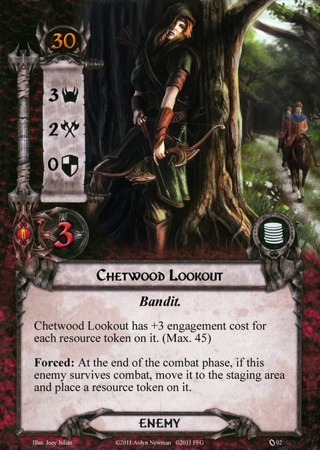 30
3
2
0
3
Chetwood Lookout
Bandit.
Chetwood Lookout has +3 engagement cost for
each resource token on it. (Max. 45)
Forced: At the end of the combat phase, if this
enemy survives combat, move it to the staging area
and place a resource token on it.
ENEMY
Illus. Joey Julian ©2011 Aidyn Newman ©2011 FFG 02